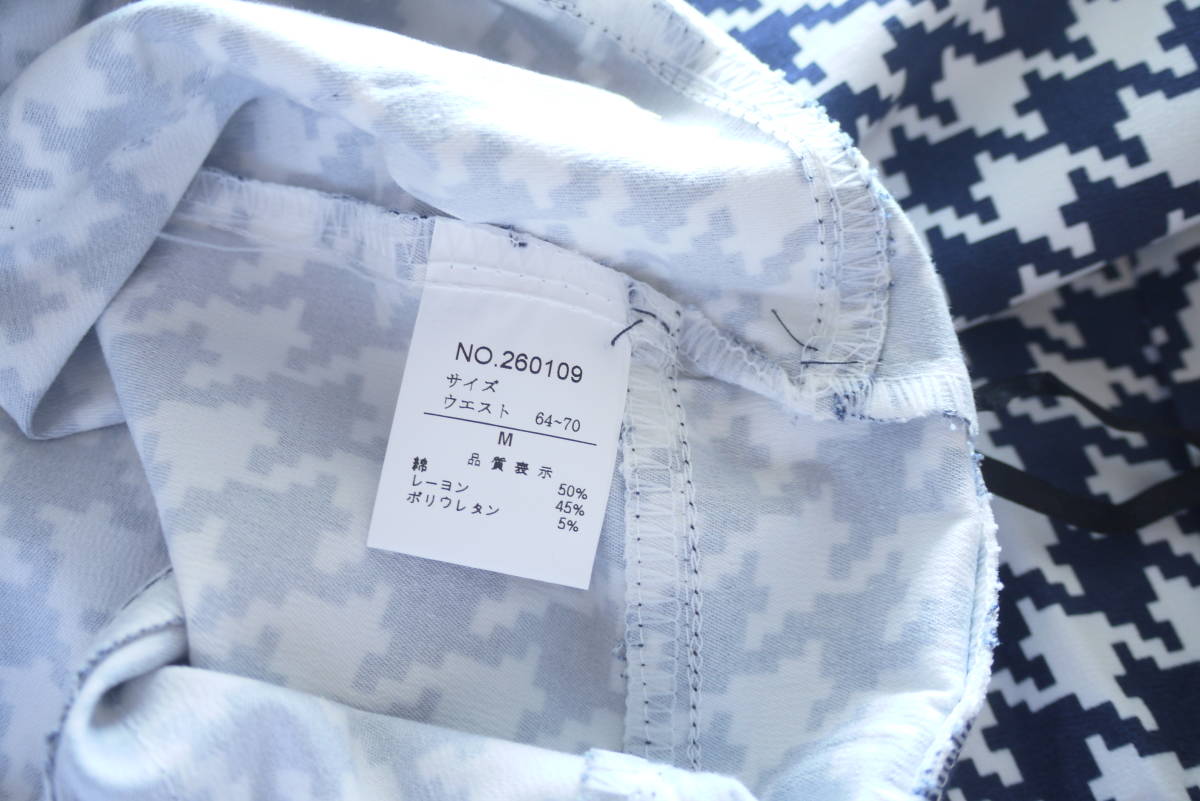 NO.260109
サイズ
ウエスト 64~70
M
品質表示
綿 50%
レーヨン 45%
ポリウレタン 5%